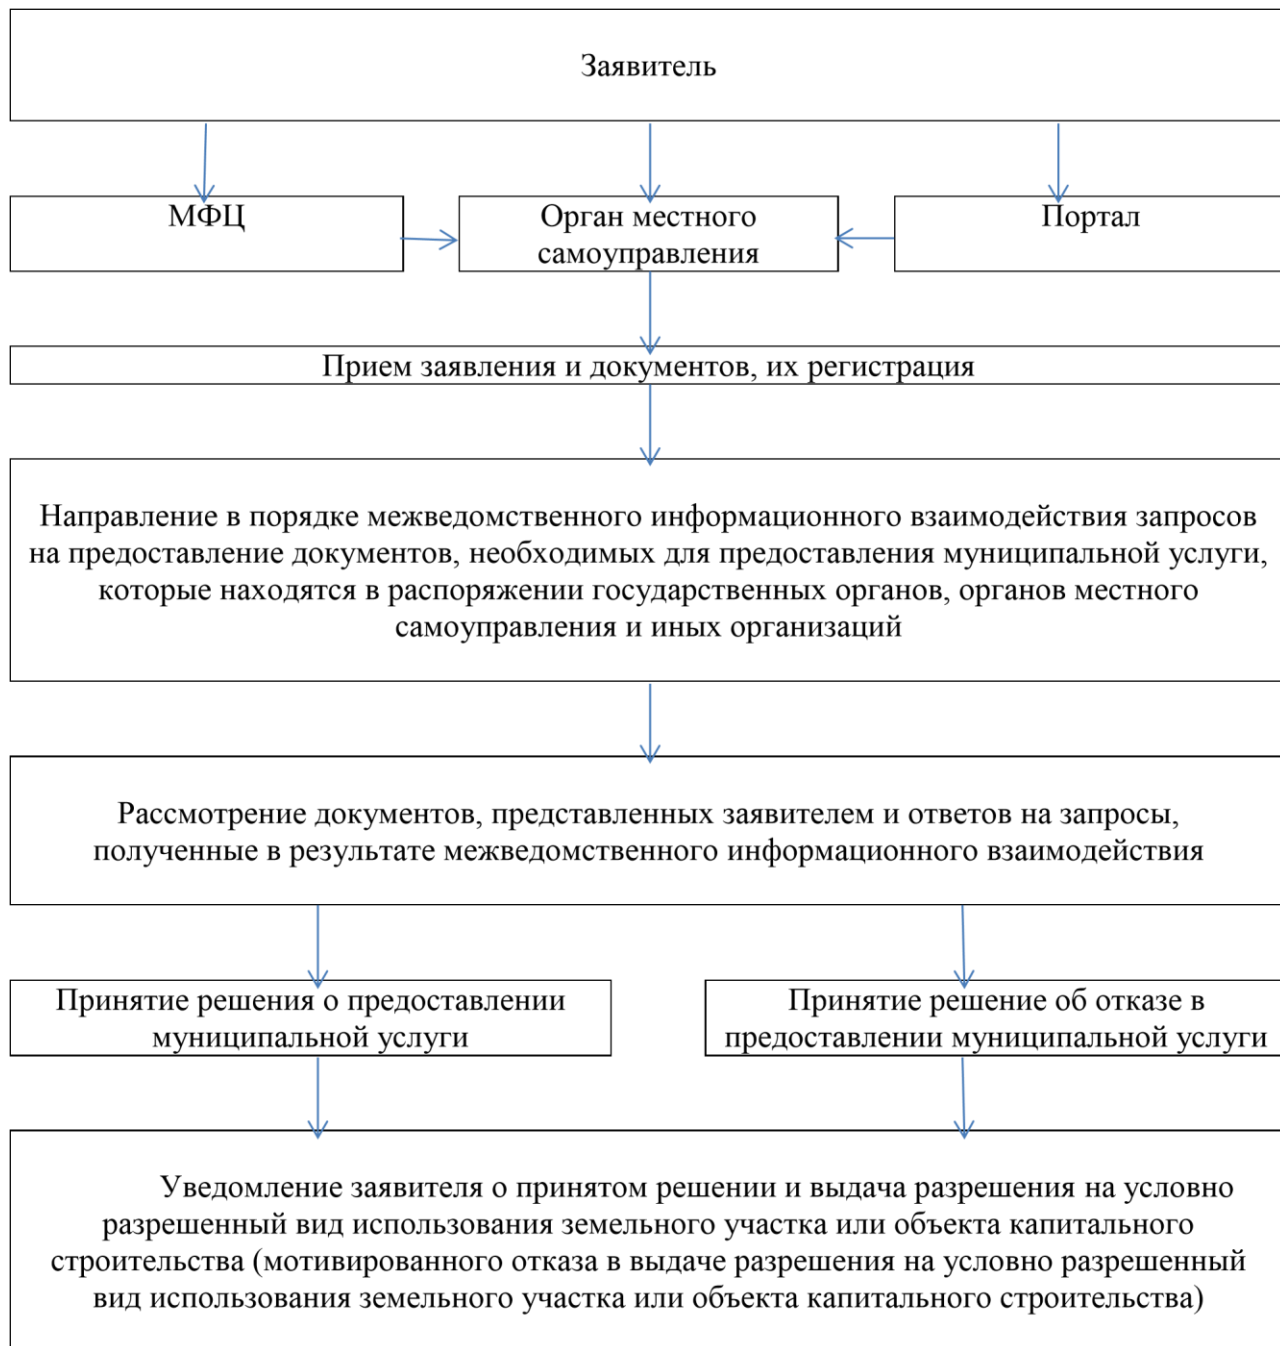 Заявитель
МФЦ
Орган местного
самоуправления
Портал
Прием заявления и документов, их регистрация
Направление в порядке межведомственного информационного взаимодействия запросов
на предоставление документов, необходимых для предоставления муниципальной услуги,
которые находятся в распоряжении государственных органов, органов местного
самоуправления и иных организаций
Рассмотрение документов, представленных заявителем и ответов на запросы,
полученные в результате межведомственного информационного взаимодействия
Принятие решения о предоставлении
муниципальной услуги
Принятие решение об отказе в
предоставлении муниципальной услуги
Уведомление заявителя о принятом решении и выдача разрешения на условно
разрешенный вид использования земельного участка или объекта капитального
строительства (мотивированного отказа в выдаче разрешения на условно разрешенный
вид использования земельного участка или объекта капитального строительства)